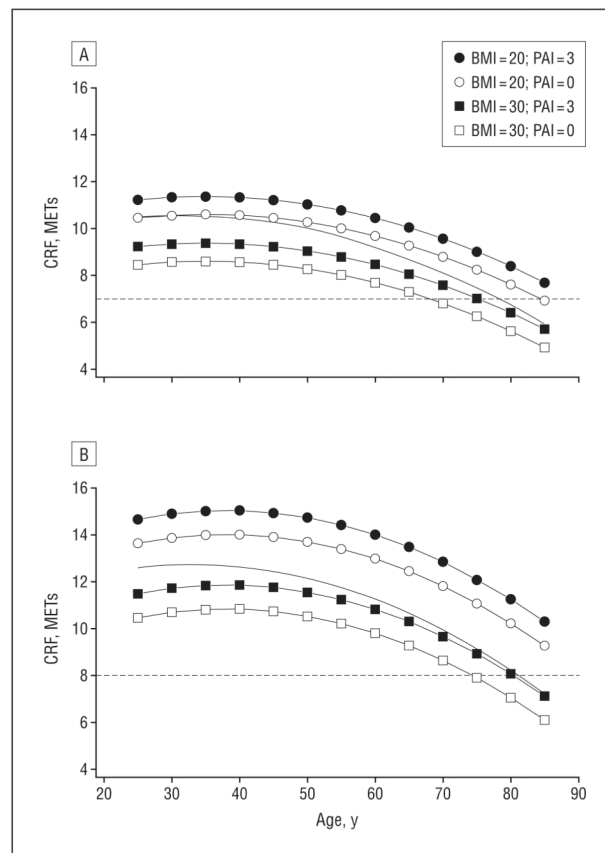 A
BMI=20; PAI=3
BMI=20; PAI=0
BMI=30; PAI=3
BMI=30; PAI=0
16
14
12
10
8
6
4
CRF, METs
B
16
14
12
10
8
6
4
CRF, METs
20 30 40 50 60 70 80 90
Age, y